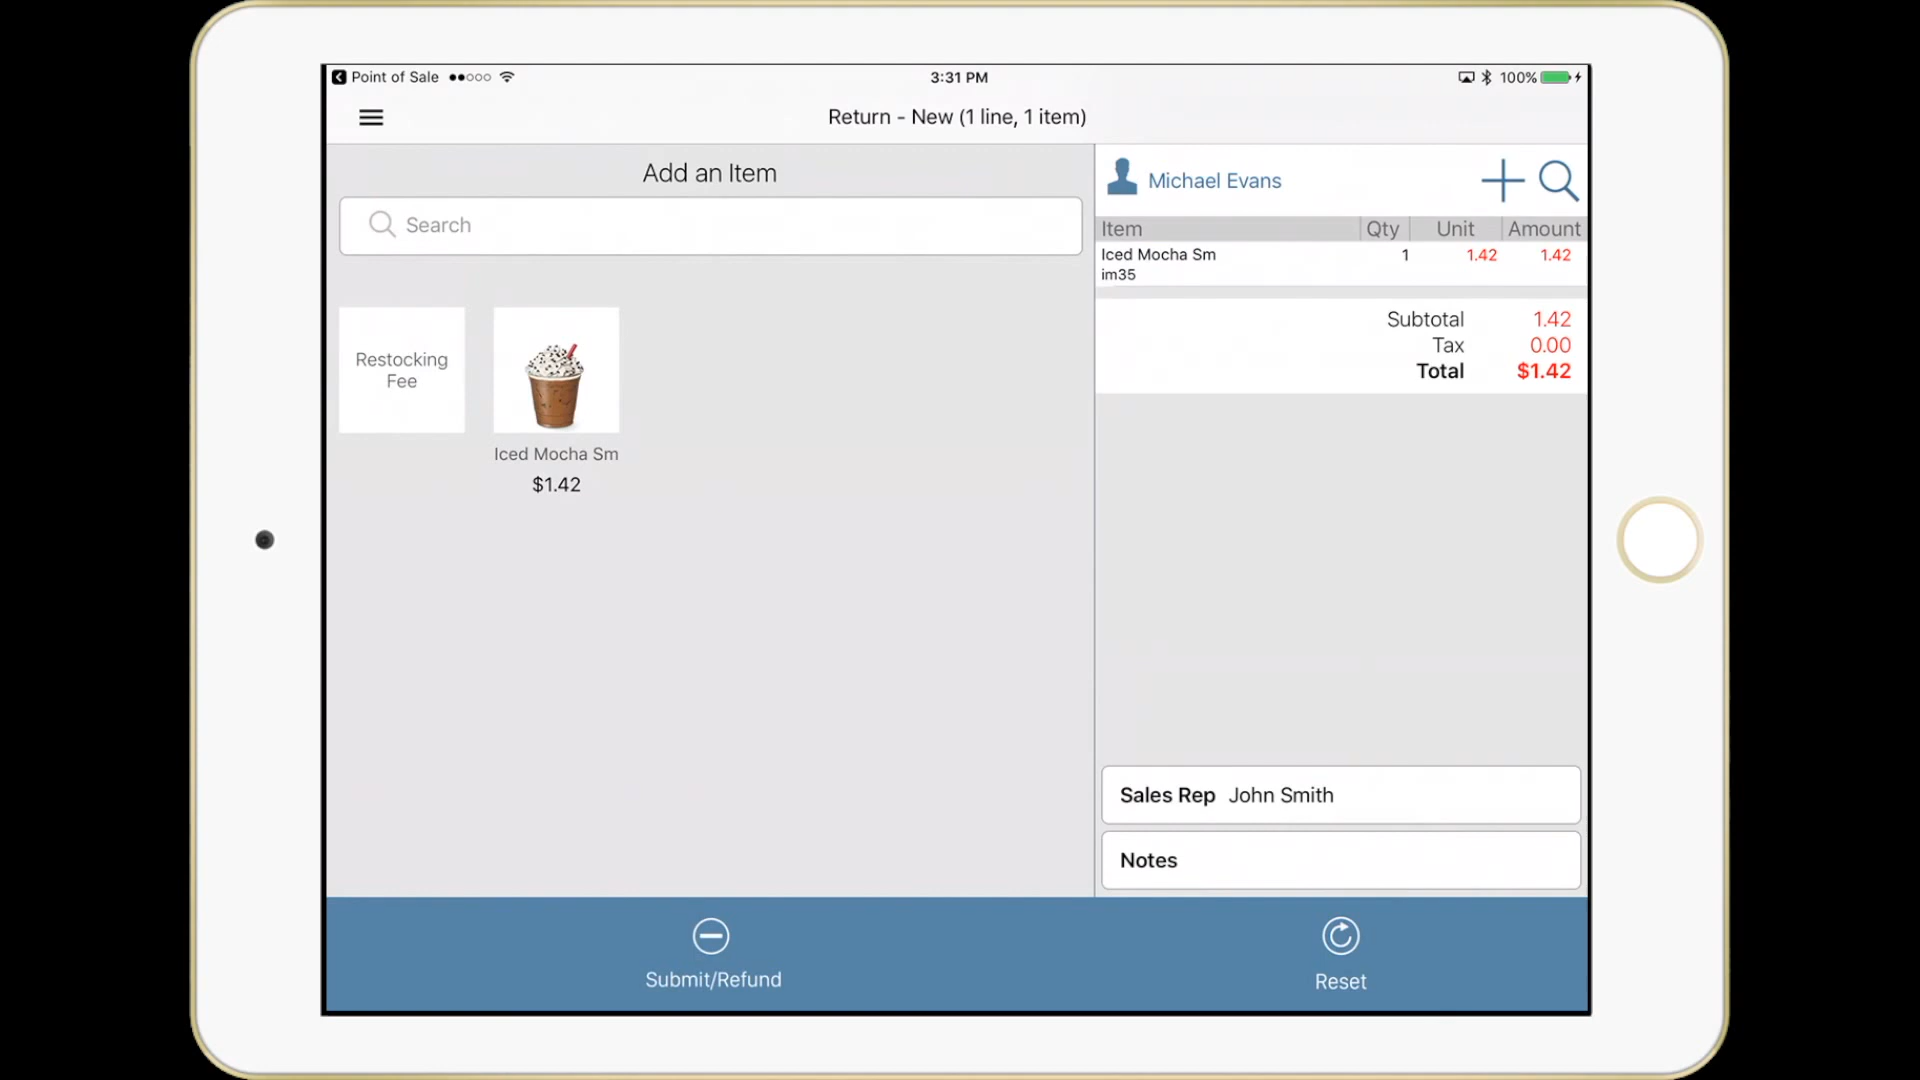 Point of Sale
3:31 PM
100%
Return - New (1 line, 1 item)
Add an Item
Search
Restocking
Fee
Iced Mocha Sm
$1.42
Michael Evans
Item Qty Unit Amount
Iced Mocha Sm 1 1.42 1.42
im35
Subtotal 1.42
Tax 0.00
Total $1.42
Sales Rep John Smith
Notes
Submit/Refund
Reset